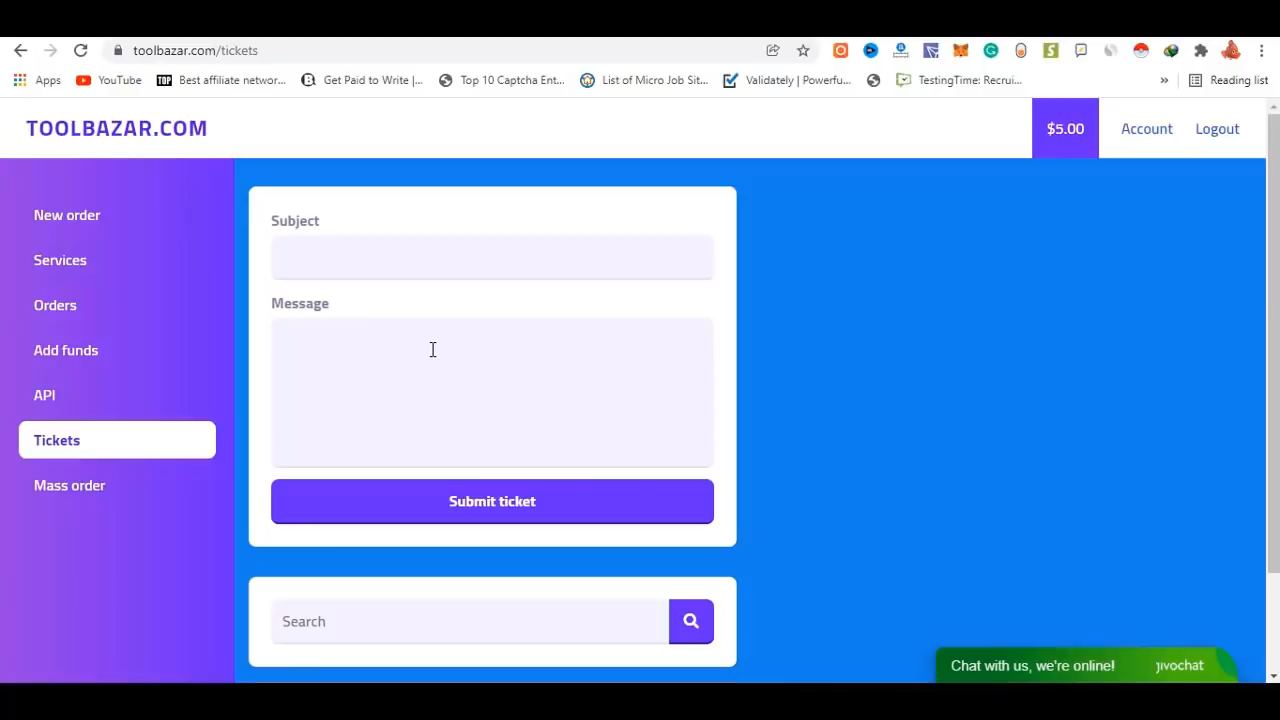 toolbazar.com/tickets
Apps YouTube Best affiliate networ... Get Paid to Write |... Top 10 Captcha Ent... List of Micro Job Sit... Validately | Powerfu... TestingTime: Recrui... » Reading list
TOOLBAZAR.COM
$5.00 Account Logout
New order
Services
Orders
Add funds
API
Tickets
Mass order
Subject
Message
Submit ticket
Search
Chat with us, we're online! jivochat